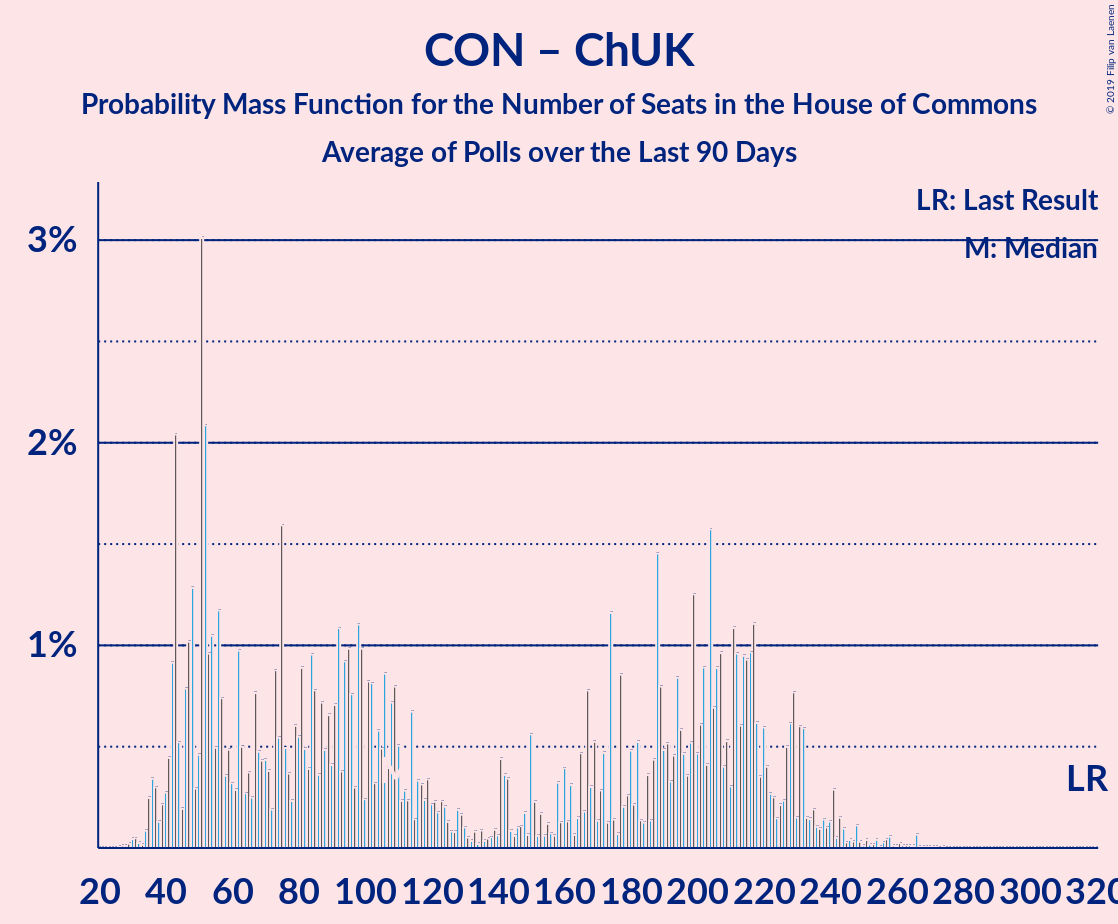 CON – ChUK
Probability Mass Function for the Number of Seats in the House of Commons
Average of Polls over the Last 90 Days
© 2019 Filip van Laenen
LR: Last Result
M: Median
3%
2%
1%
LR
20 40 60 80 100 120 140 160 180 200 220 240 260 280 300 320